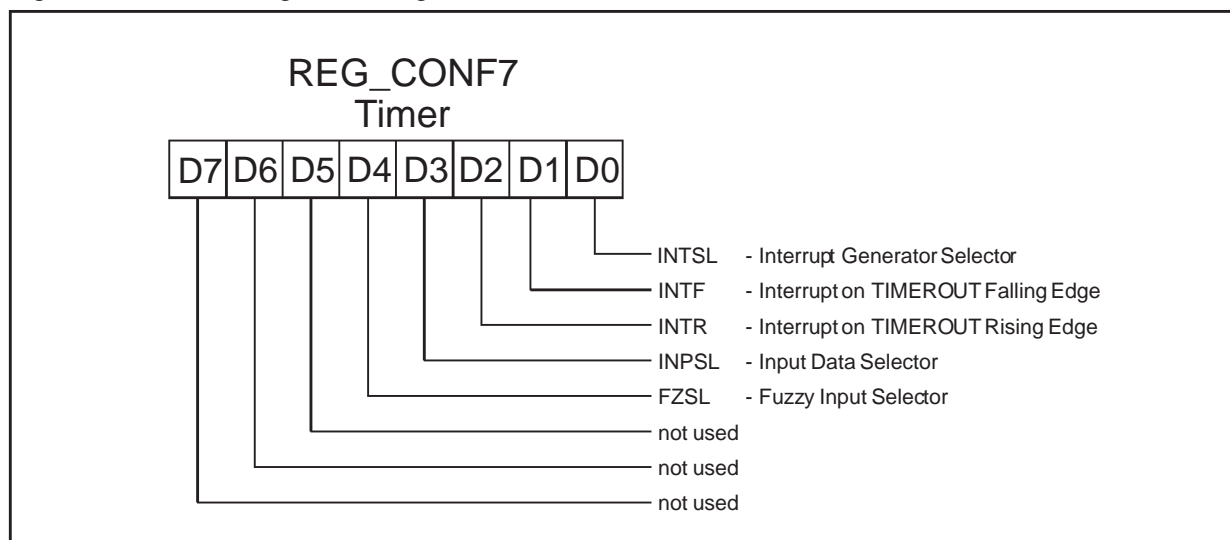 REG_CONF7
Timer
D7 D6 D5 D4 D3 D2 D1 D0
INTSL - Interrupt Generator Selector
INTF - Interrupt on TIMEROUT Falling Edge
INTR - Interrupt on TIMEROUT Rising Edge
INPSL - Input Data Selector
FZSL - Fuzzy Input Selector
not used
not used
not used